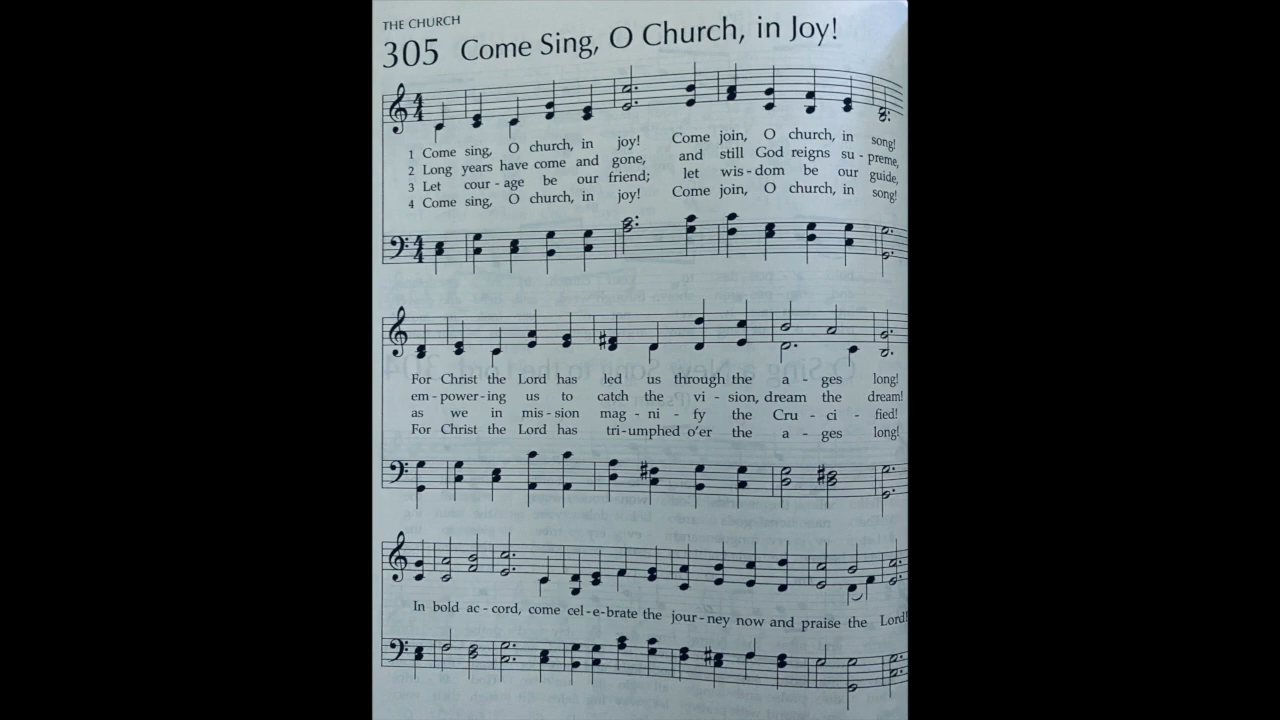 THE CHURCH
305 Come Sing, O Church, in Joy!
1 Come sing, O church, in joy! Come join, O church, in song!
2 Long years have come and gone, and still God reigns su - preme,
3 Let cour - age be our friend; let wis - dom be our guide,
4 Come sing, O church, in joy! Come join, O church, in song!
For Christ the Lord has led us through the a - ges long!
em - power - ing us to catch the vi - sion, dream the dream!
as we in mis - sion mag - ni - fy the Cru - ci - fied!
For Christ the Lord has tri - umphed o'er the a - ges long!
In bold ac - cord, come cel - e - brate the jour - ney now and praise the Lord!